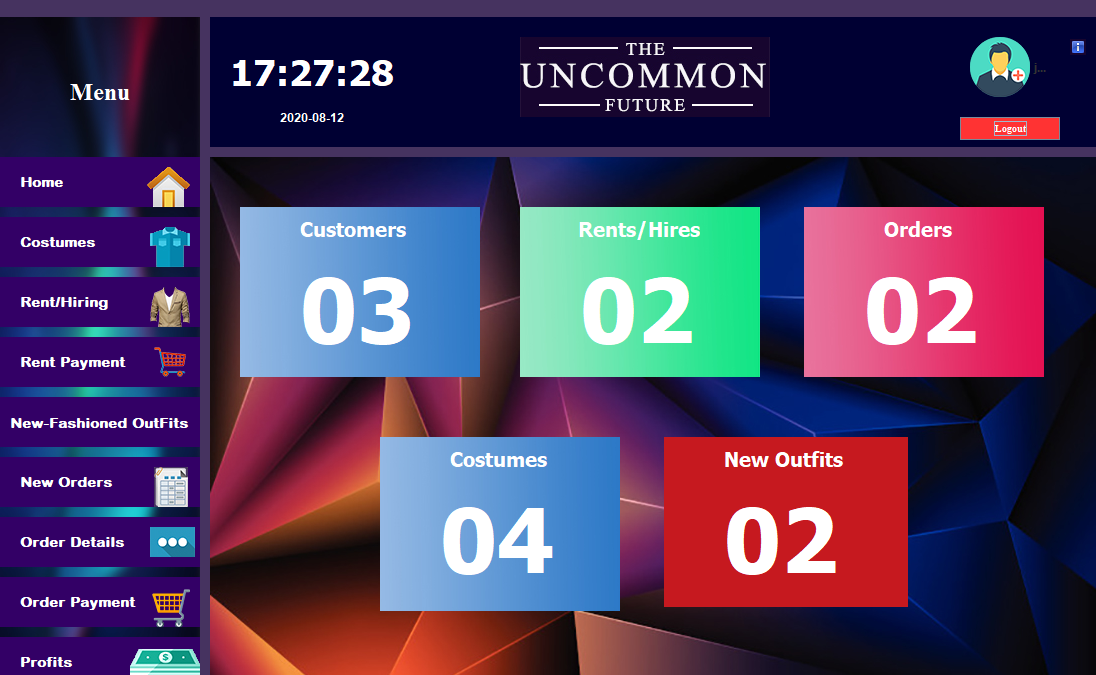 Menu
17:27:28
2020-08-12
THE
UNCOMMON
FUTURE
i
Logout
Home
Costumes
Rent/Hiring
Rent Payment
New-Fashioned OutFits
New Orders
Order Details
Order Payment
Profits
$
Customers
03
Rents/Hires
02
Orders
02
Costumes
04
New Outfits
02